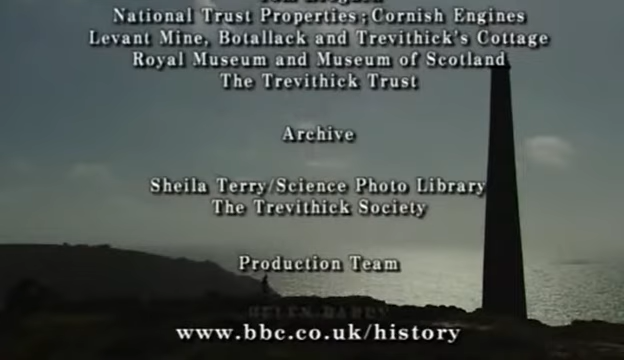 National Trust Properties; Cornish Engines
Levant Mine, Botallack and Trevithick's Cottage
Royal Museum and Museum of Scotland
The Trevithick Trust
Archive
Sheila Terry/Science Photo Library
The Trevithick Society
Production Team
www.bbc.co.uk/history